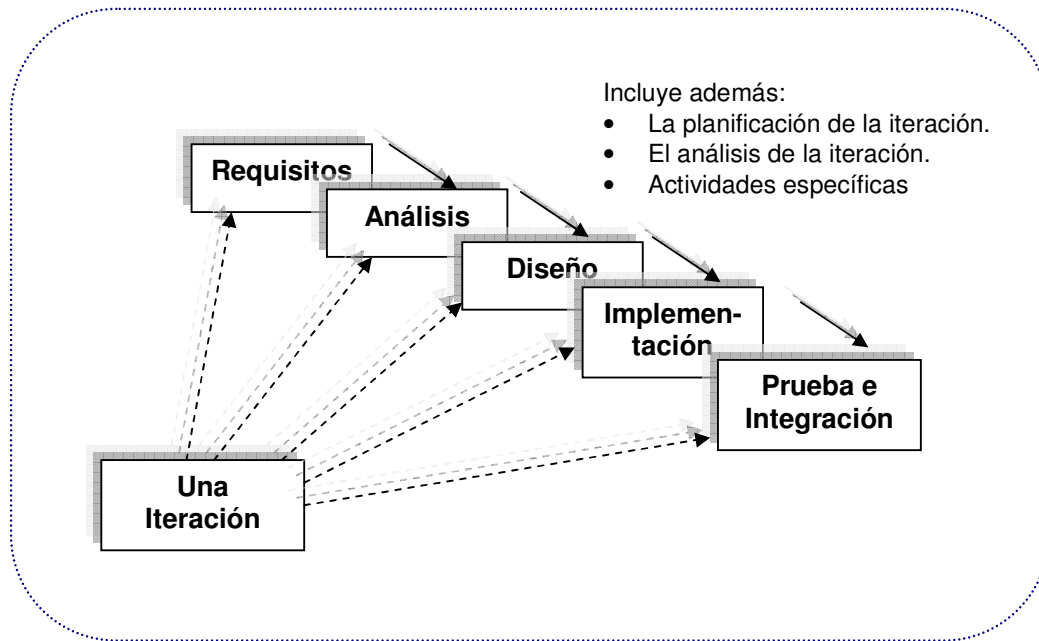 Incluye además:
• La planificación de la iteración.
• El análisis de la iteración.
• Actividades específicas
Requisitos
Análisis
Diseño
Implemen-
tación
Prueba e
Integración
Una
Iteración